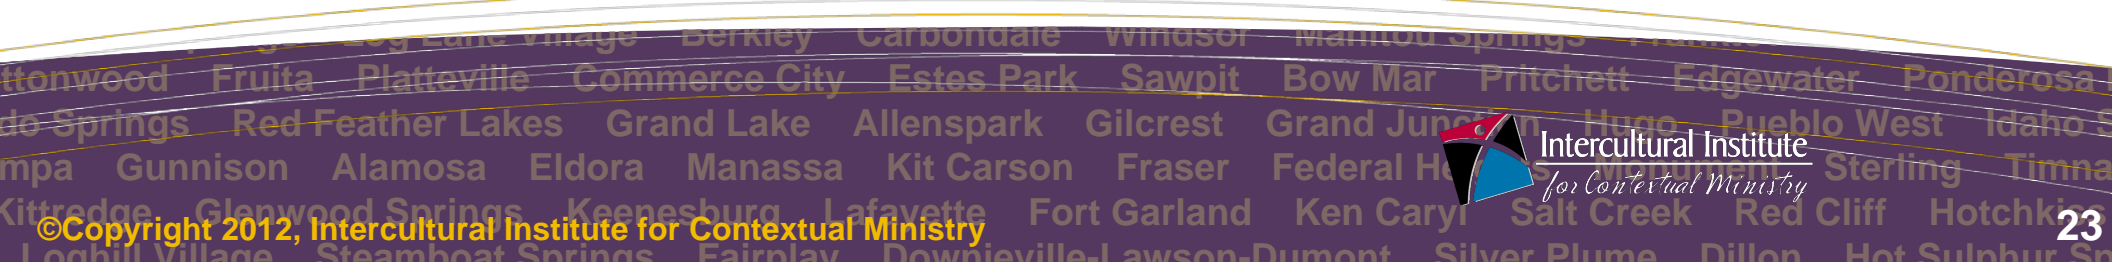 Log Lane Village Berkley Carbondale Windsor Manitou Springs
ttonwood Fruita Platteville Commerce City Estes Park Sawpit Bow Mar Pritchett Edgewater Ponderosa
do Springs Red Feather Lakes Grand Lake Allenspark Gilcrest Grand Junction Hugo Pueblo West Idaho S
mpa Gunnison Alamosa Eldora Manassa Kit Carson Fraser Federal He s Monument Sterling Timna
Kittredge Glenwood Springs Keenesburg Lafayette Fort Garland Ken Caryl Salt Creek Red Cliff Hotchkiss
Loghill Village Steamboat Springs Fairplay Downieville-Lawson-Dumont Silver Plume Dillon Hot Sulphur Sp
Intercultural Institute
for Contextual Ministry
©Copyright 2012, Intercultural Institute for Contextual Ministry
23